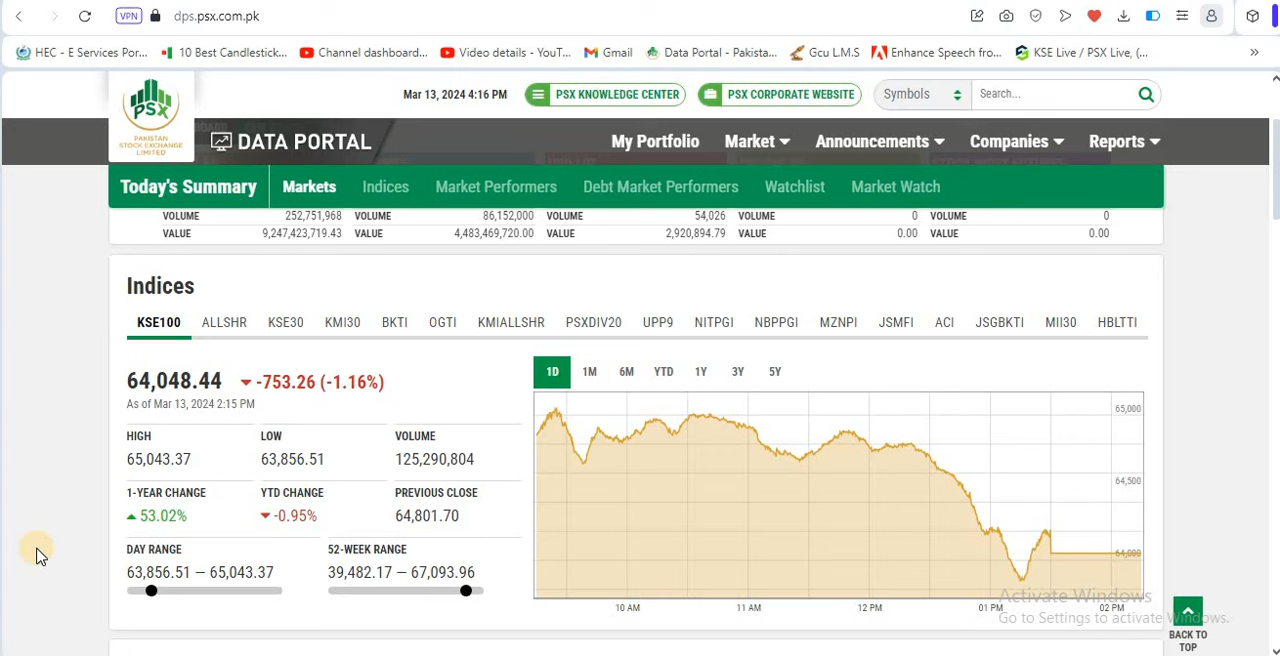 VPN dps.psx.com.pk
HEC - E Services Por... 10 Best Candlestick... Channel dashboard... Video details - YouT... Gmail Data Portal - Pakista... Gcu L.M.S Enhance Speech fro... KSE Live / PSX Live, (... »
PSX
PAKISTAN
STOCK EXCHANGE
LIMITED
Mar 13, 2024 4:16 PM PSX KNOWLEDGE CENTER PSX CORPORATE WEBSITE Symbols Search...
DATA PORTAL My Portfolio Market Announcements Companies Reports
Today's Summary Markets Indices Market Performers Debt Market Performers Watchlist Market Watch
VOLUME 252,751,968 VOLUME 86,152,000 VOLUME 54,026 VOLUME 0 VOLUME 0
VALUE 9,247,423,719.43 VALUE 4,483,469,720.00 VALUE 2,920,894.79 VALUE 0.00 VALUE 0.00
Indices
KSE100 ALLSHR KSE30 KMI30 BKTI OGTI KMIALLSHR PSXDIV20 UPP9 NITPGI NBPPGI MZNPI JSMFI ACI JSGBKTI MII30 HBLTTI
64,048.44 -753.26 (-1.16%)
As of Mar 13, 2024 2:15 PM
HIGH LOW VOLUME
65,043.37 63,856.51 125,290,804
1-YEAR CHANGE YTD CHANGE PREVIOUS CLOSE
53.02% -0.95% 64,801.70
DAY RANGE 52-WEEK RANGE
63,856.51 — 65,043.37 39,482.17 — 67,093.96
1D 1M 6M YTD 1Y 3Y 5Y
65,000
64,500
64,000
10 AM 11 AM 12 PM 01 PM 02 PM
Activate Windows
Go to Settings to activate Windows.
BACK TO
TOP